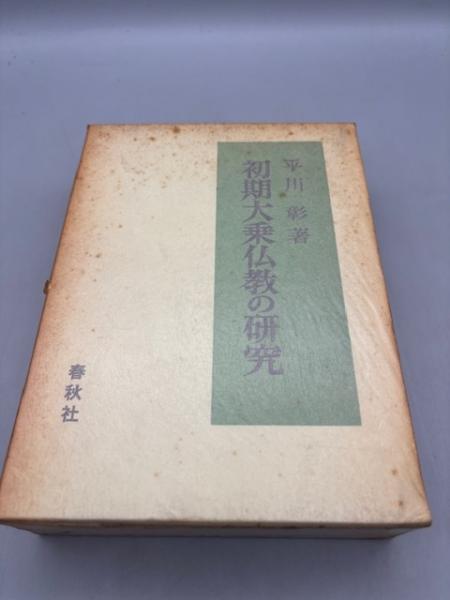 平川 彰 著
初期大乗仏教の研究
春秋社